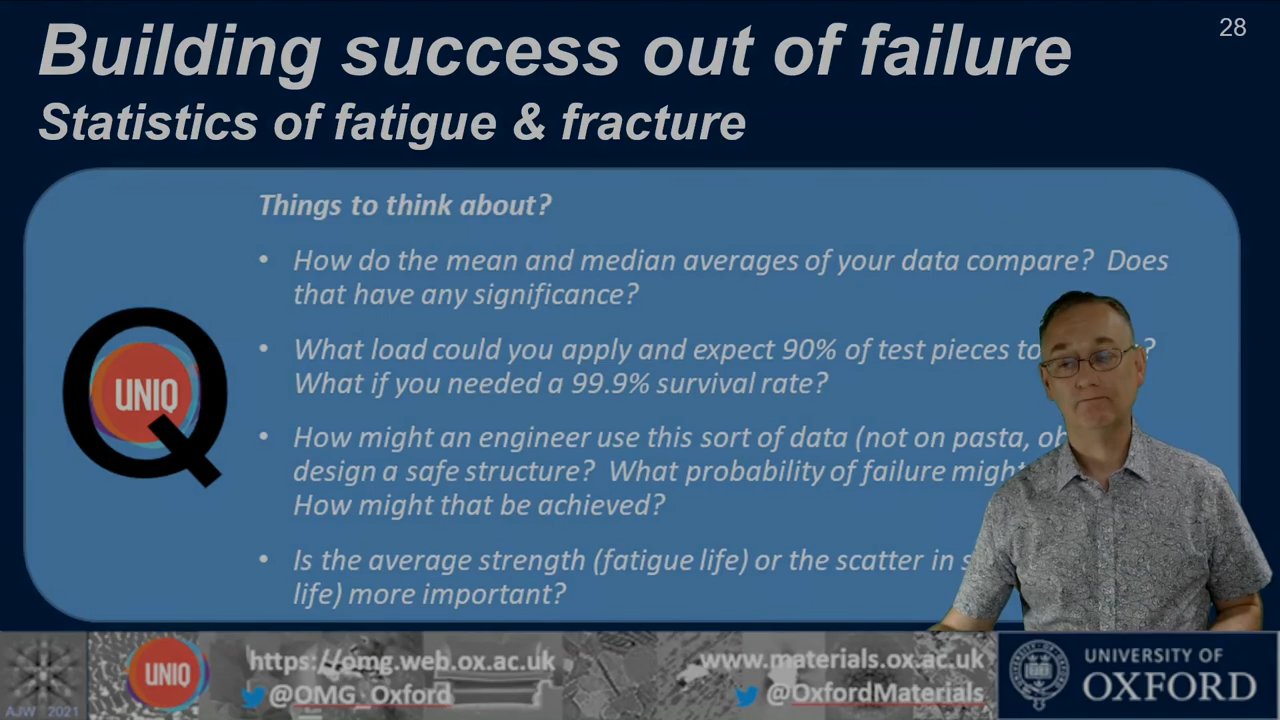 Building success out of failure
28
Statistics of fatigue & fracture
Things to think about?
• How do the mean and median averages of your data compare? Does
that have any significance?
• What load could you apply and expect 90% of test pieces to ?
What if you needed a 99.9% survival rate?
• How might an engineer use this sort of data (not on pasta,
design a safe structure? What probability of failure might
How might that be achieved?
• Is the average strength (fatigue life) or the scatter in
life) more important?
UNIQ
UNIQ
https://omg.web.ox.ac.uk
@OMG_Oxford
www.materials.ox.ac.uk
@OxfordMaterials
UNIVERSITY OF
OXFORD
AJW 2021